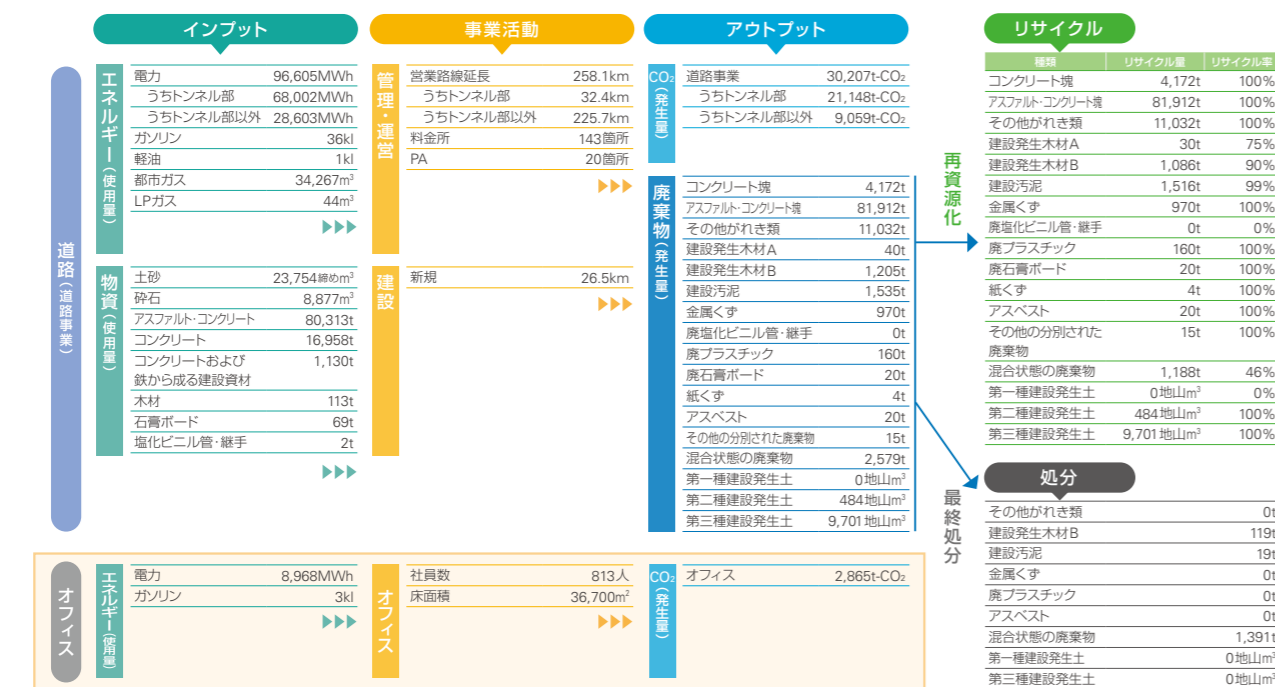 インプット
事業活動
アウトプット
リサイクル
道路(道路事業)
エネルギー(使用量)
電力 96,605MWh
うちトンネル部 68,002MWh
うちトンネル部以外 28,603MWh
ガソリン 36kl
軽油 1kl
都市ガス 34,267m³
LPガス 44m³
物資(使用量)
土砂 23,754締めm³
砕石 8,877m³
アスファルト・コンクリート 80,313t
コンクリート 16,958t
コンクリートおよび 1,130t
鉄から成る建設資材
木材 113t
石膏ボード 69t
塩化ビニル管・継手 2t
管理・運営
営業路線延長 258.1km
うちトンネル部 32.4km
うちトンネル部以外 225.7km
料金所 143箇所
PA 20箇所
建設
新規 26.5km
CO₂(発生量)
道路事業 30,207t-CO₂
うちトンネル部 21,148t-CO₂
うちトンネル部以外 9,059t-CO₂
廃棄物(発生量)
コンクリート塊 4,172t
アスファルト・コンクリート塊 81,912t
その他がれき類 11,032t
建設発生木材A 40t
建設発生木材B 1,205t
建設汚泥 1,535t
金属くず 970t
廃塩化ビニル管・継手 0t
廃プラスチック 160t
廃石膏ボード 20t
紙くず 4t
アスベスト 20t
その他の分別された廃棄物 15t
混合状態の廃棄物 2,579t
第一種建設発生土 0地山m³
第二種建設発生土 484地山m³
第三種建設発生土 9,701地山m³
再資源化
種類 リサイクル量 リサイクル率
コンクリート塊 4,172t 100%
アスファルト・コンクリート塊 81,912t 100%
その他がれき類 11,032t 100%
建設発生木材A 30t 75%
建設発生木材B 1,086t 90%
建設汚泥 1,516t 99%
金属くず 970t 100%
廃塩化ビニル管・継手 0t 0%
廃プラスチック 160t 100%
廃石膏ボード 20t 100%
紙くず 4t 100%
アスベスト 20t 100%
その他の分別された 15t 100%
廃棄物
混合状態の廃棄物 1,188t 46%
第一種建設発生土 0地山m³ 0%
第二種建設発生土 484地山m³ 100%
第三種建設発生土 9,701地山m³ 100%
最終処分
処分
その他がれき類 0t
建設発生木材B 119t
建設汚泥 19t
金属くず 0t
廃プラスチック 0t
アスベスト 0t
混合状態の廃棄物 1,391t
第一種建設発生土 0地山m³
第三種建設発生土 0地山m³
オフィス
エネルギー(使用量)
電力 8,968MWh
ガソリン 3kl
オフィス
社員数 813人
床面積 36,700m²
CO₂(発生量)
オフィス 2,865t-CO₂